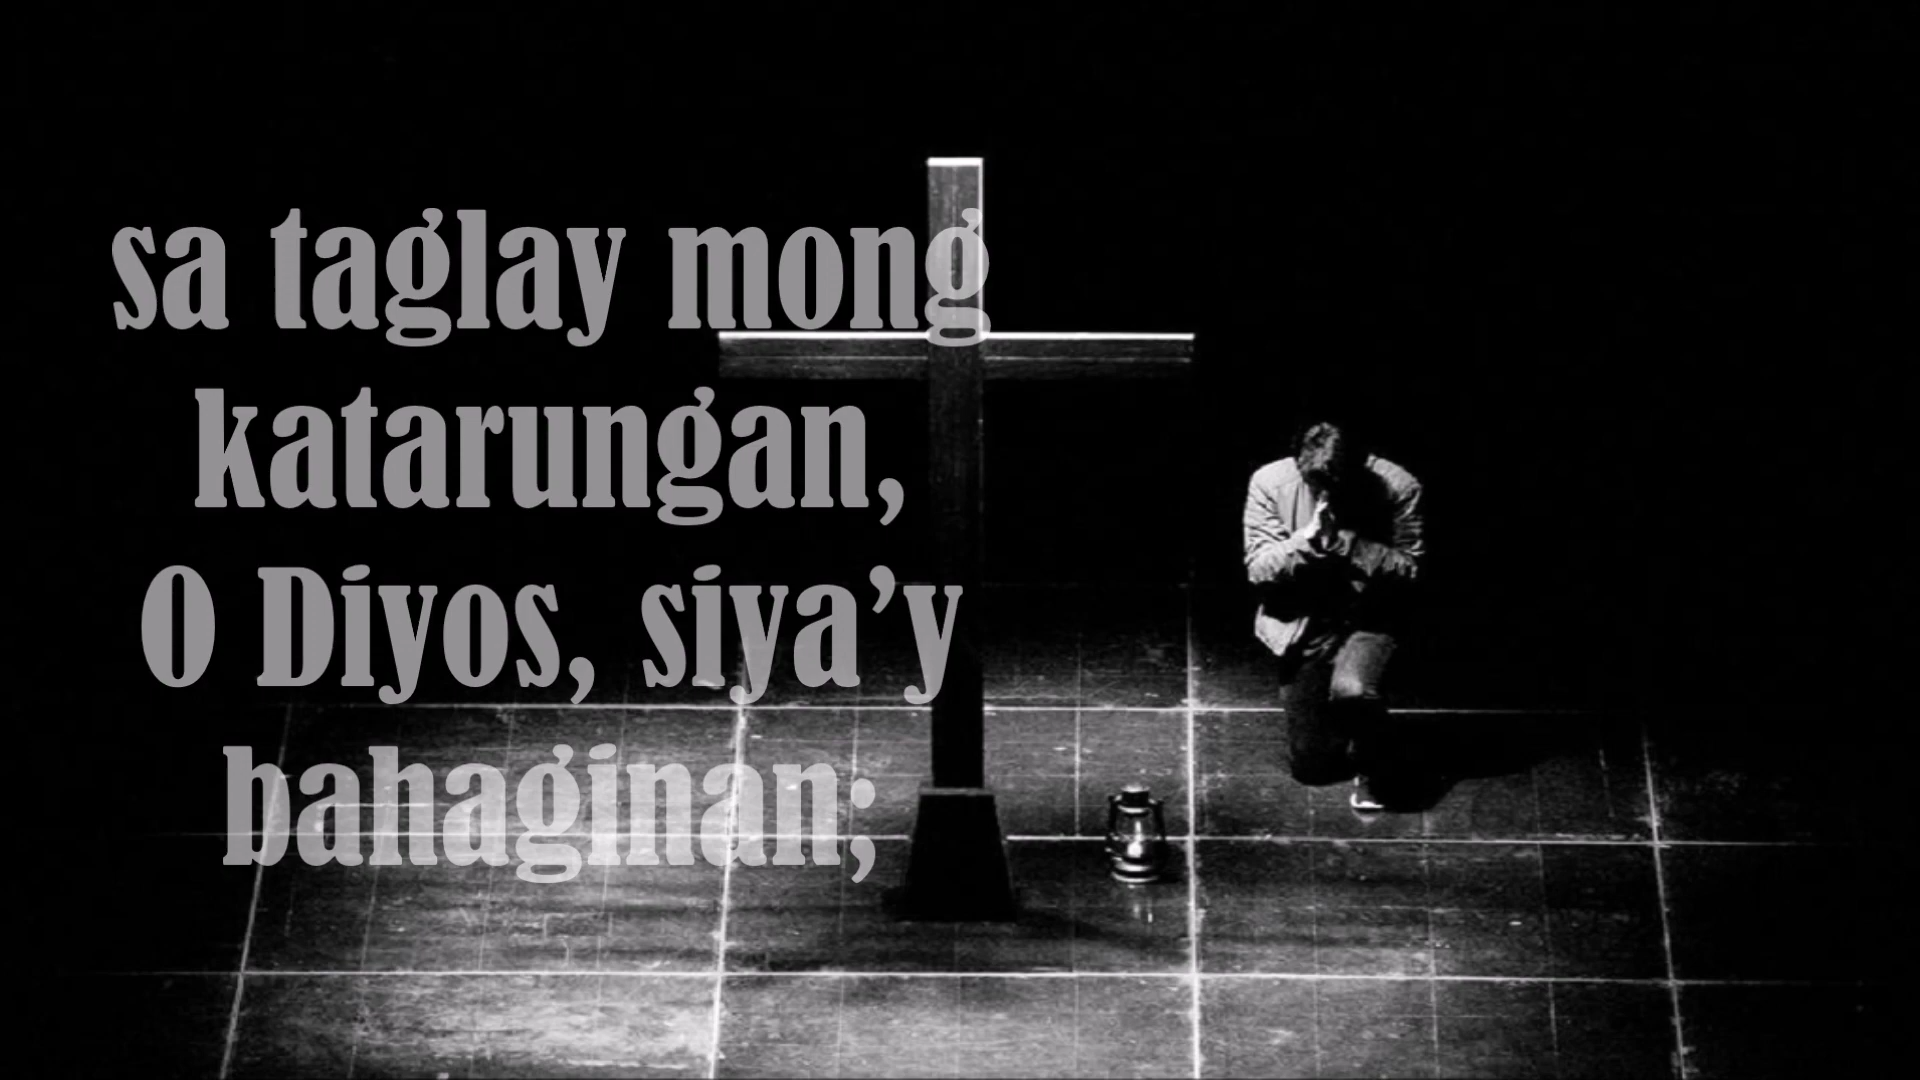 sa taglay mong
katarungan,
O Diyos, siya’y
bahaginan;